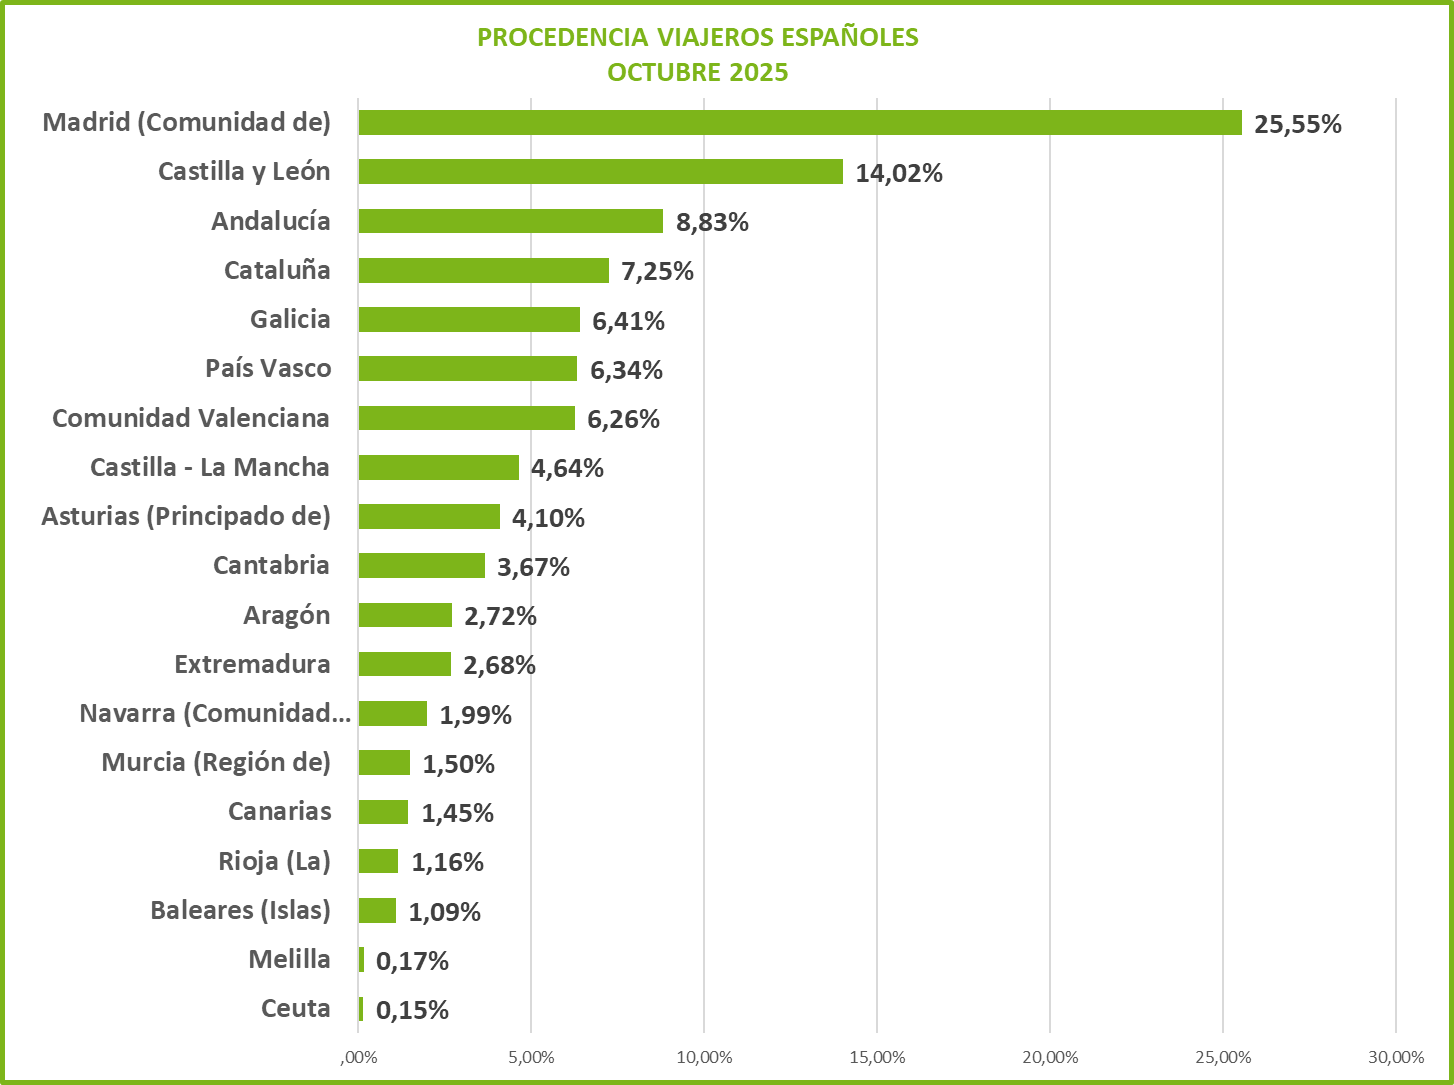 PROCEDENCIA VIAJEROS ESPAÑOLES
OCTUBRE 2025
Madrid (Comunidad de) 25,55%
Castilla y León 14,02%
Andalucía 8,83%
Cataluña 7,25%
Galicia 6,41%
País Vasco 6,34%
Comunidad Valenciana 6,26%
Castilla - La Mancha 4,64%
Asturias (Principado de) 4,10%
Cantabria 3,67%
Aragón 2,72%
Extremadura 2,68%
Navarra (Comunidad... 1,99%
Murcia (Región de) 1,50%
Canarias 1,45%
Rioja (La) 1,16%
Baleares (Islas) 1,09%
Melilla 0,17%
Ceuta 0,15%
,00% 5,00% 10,00% 15,00% 20,00% 25,00% 30,00%